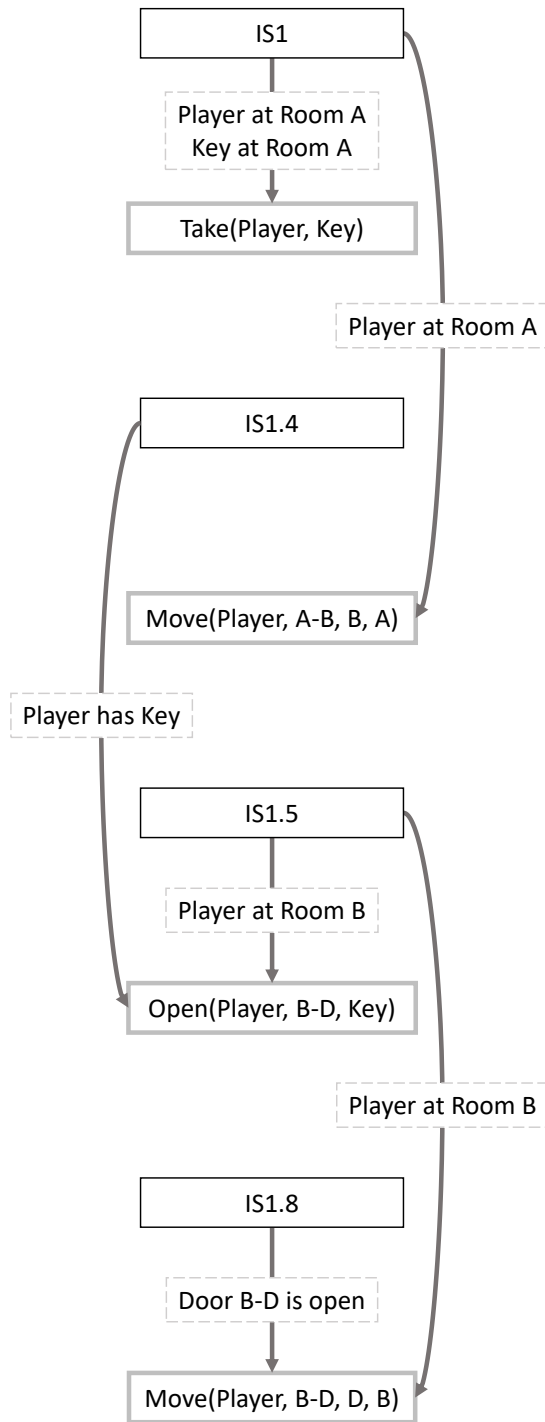 IS1
Player at Room A
Key at Room A
Take(Player, Key)
Player at Room A
IS1.4
Move(Player, A-B, B, A)
Player has Key
IS1.5
Player at Room B
Open(Player, B-D, Key)
Player at Room B
IS1.8
Door B-D is open
Move(Player, B-D, D, B)